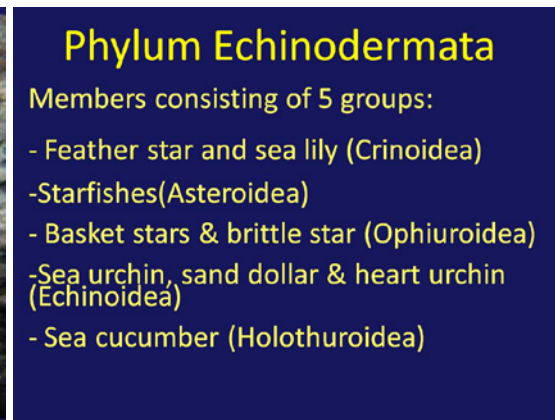 Phylum Echinodermata
Members consisting of 5 groups:
- Feather star and sea lily (Crinoidea)
-Starfishes(Asteroidea)
- Basket stars & brittle star (Ophiuroidea)
-Sea urchin, sand dollar & heart urchin
(Echinoidea)
- Sea cucumber (Holothuroidea)